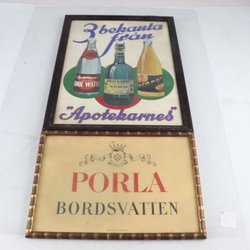 3 bekanta
från
"Apotekarnes"
PORLA
BORDSVATTEN